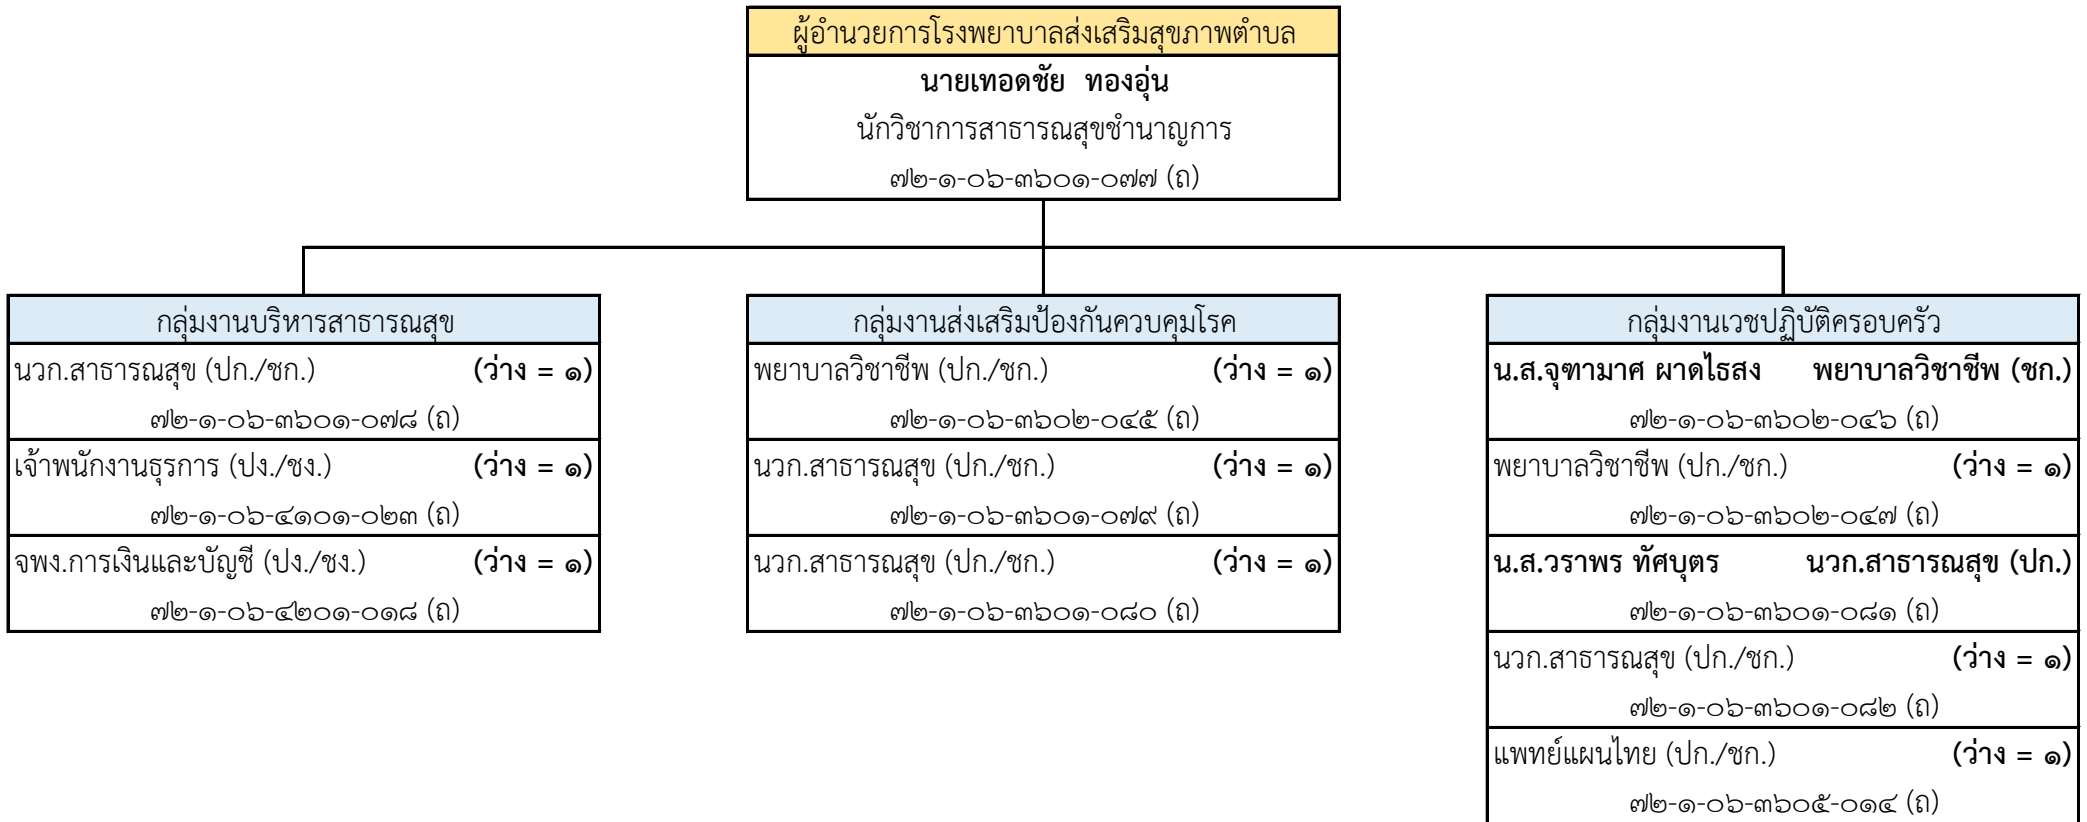 ผู้อำนวยการโรงพยาบาลส่งเสริมสุขภาพตำบล
นายเทอดชัย  ทองอุ่น
นักวิชาการสาธารณสุขชำนาญการ
๗๒-๑-๐๖-๓๖๐๑-๐๗๗ (ถ)
กลุ่มงานบริหารสาธารณสุข
นวก.สาธารณสุข (ปก./ชก.) (ว่าง = ๑)
๗๒-๑-๐๖-๓๖๐๑-๐๗๘ (ถ)
เจ้าพนักงานธุรการ (ปง./ชง.) (ว่าง = ๑)
๗๒-๑-๐๖-๔๑๐๑-๐๒๓ (ถ)
จพง.การเงินและบัญชี (ปง./ชง.) (ว่าง = ๑)
๗๒-๑-๐๖-๔๒๐๑-๐๑๘ (ถ)
กลุ่มงานส่งเสริมป้องกันควบคุมโรค
พยาบาลวิชาชีพ (ปก./ชก.) (ว่าง = ๑)
๗๒-๑-๐๖-๓๖๐๒-๐๔๕ (ถ)
นวก.สาธารณสุข (ปก./ชก.) (ว่าง = ๑)
๗๒-๑-๐๖-๓๖๐๑-๐๗๙ (ถ)
นวก.สาธารณสุข (ปก./ชก.) (ว่าง = ๑)
๗๒-๑-๐๖-๓๖๐๑-๐๘๐ (ถ)
กลุ่มงานเวชปฏิบัติครอบครัว
น.ส.จุฑามาศ ผาดไธสง พยาบาลวิชาชีพ (ชก.)
๗๒-๑-๐๖-๓๖๐๒-๐๔๖ (ถ)
พยาบาลวิชาชีพ (ปก./ชก.) (ว่าง = ๑)
๗๒-๑-๐๖-๓๖๐๒-๐๔๗ (ถ)
น.ส.วราพร ทัศบุตร นวก.สาธารณสุข (ปก.)
๗๒-๑-๐๖-๓๖๐๑-๐๘๑ (ถ)
นวก.สาธารณสุข (ปก./ชก.) (ว่าง = ๑)
๗๒-๑-๐๖-๓๖๐๑-๐๘๒ (ถ)
แพทย์แผนไทย (ปก./ชก.) (ว่าง = ๑)
๗๒-๑-๐๖-๓๖๐๕-๐๑๔ (ถ)